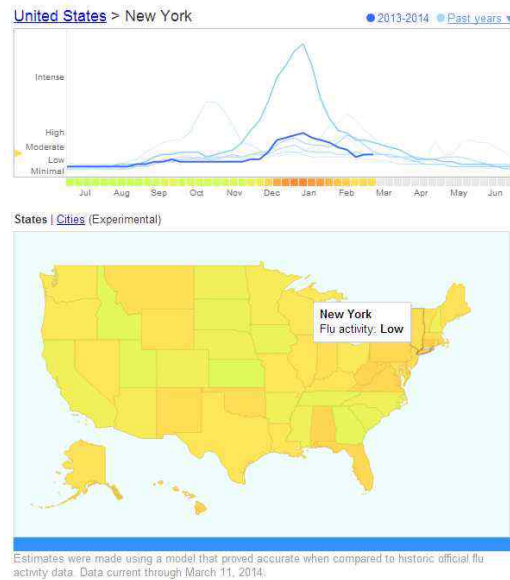 United States > New York
2013-2014 Past years ▼
Intense
High
Moderate
Low
Minimal
Jul Aug Sep Oct Nov Dec Jan Feb Mar Apr May Jun
States | Cities (Experimental)
New York
Flu activity: Low
Estimates were made using a model that proved accurate when compared to historic official flu
activity data. Data current through March 11, 2014.